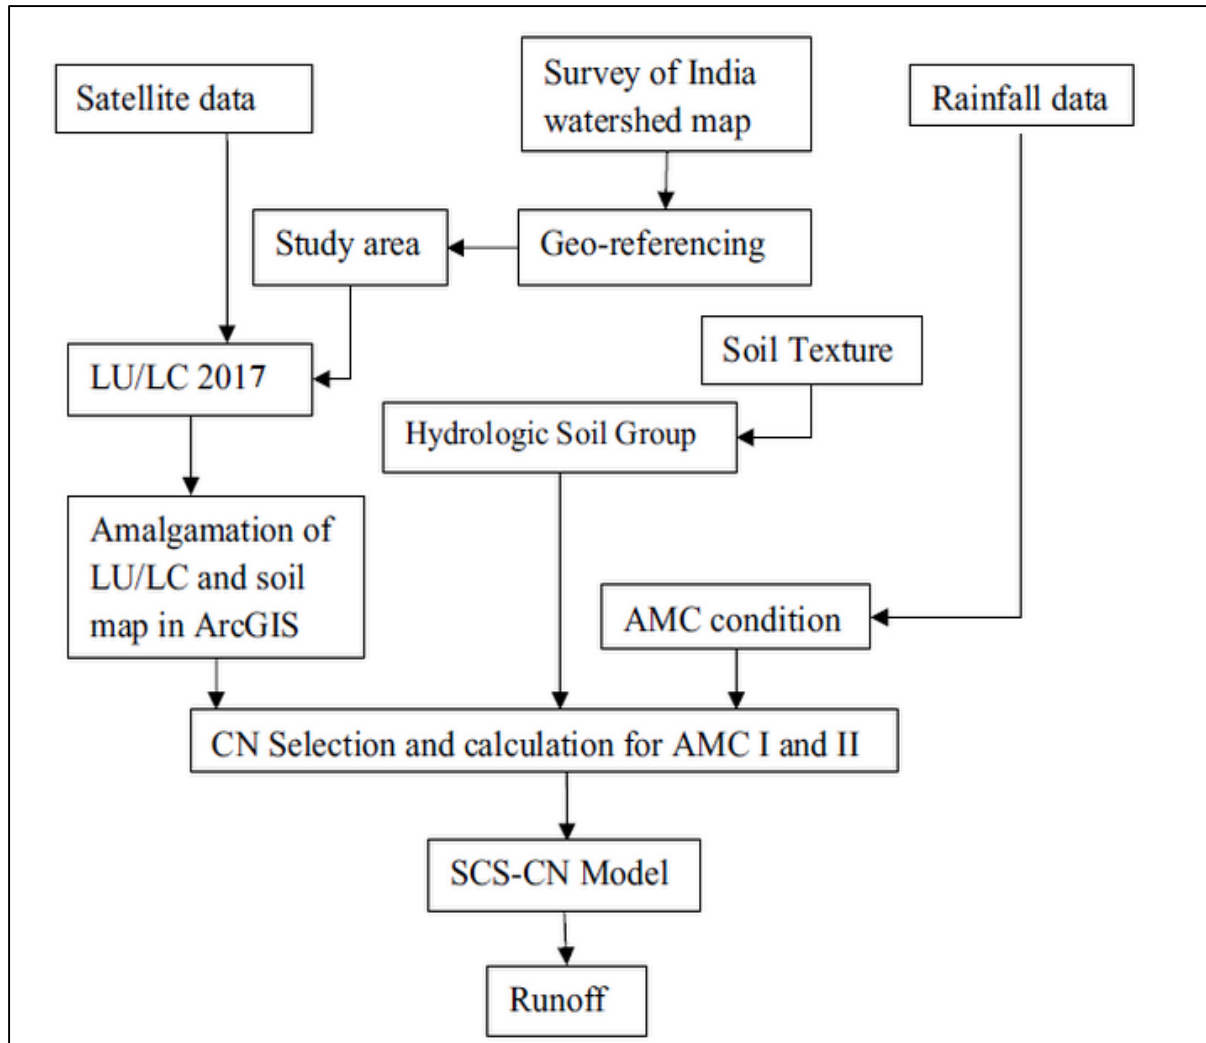 Satellite data
Survey of India
watershed map
Rainfall data
Study area
Geo-referencing
Soil Texture
LU/LC 2017
Hydrologic Soil Group
Amalgamation of
LU/LC and soil
map in ArcGIS
AMC condition
CN Selection and calculation for AMC I and II
SCS-CN Model
Runoff